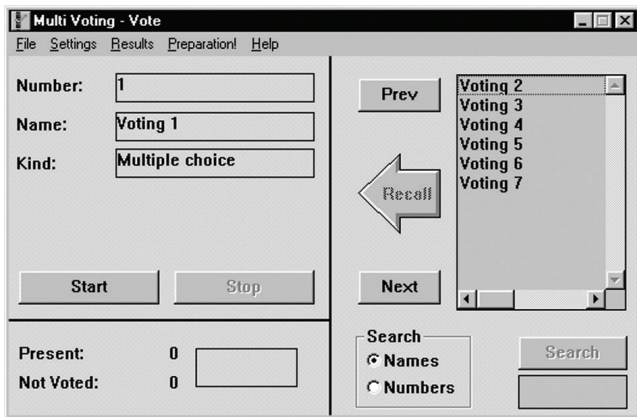 Multi Voting - Vote
File Settings Results Preparation! Help
Number: 1
Name: Voting 1
Kind: Multiple choice
Start Stop
Present: 0
Not Voted: 0
Prev
Recall
Next
Voting 2
Voting 3
Voting 4
Voting 5
Voting 6
Voting 7
Search
Names
Numbers
Search